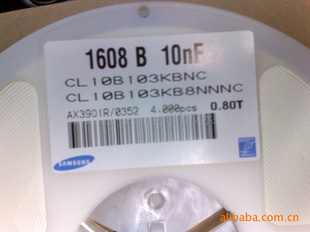 1608 B 10nF
CL10B103KBNC
CL10B103KB8NNNC
AX3901R/0352 4.000pcs 0.80T
SAMSUNG
alibaba.com.cn